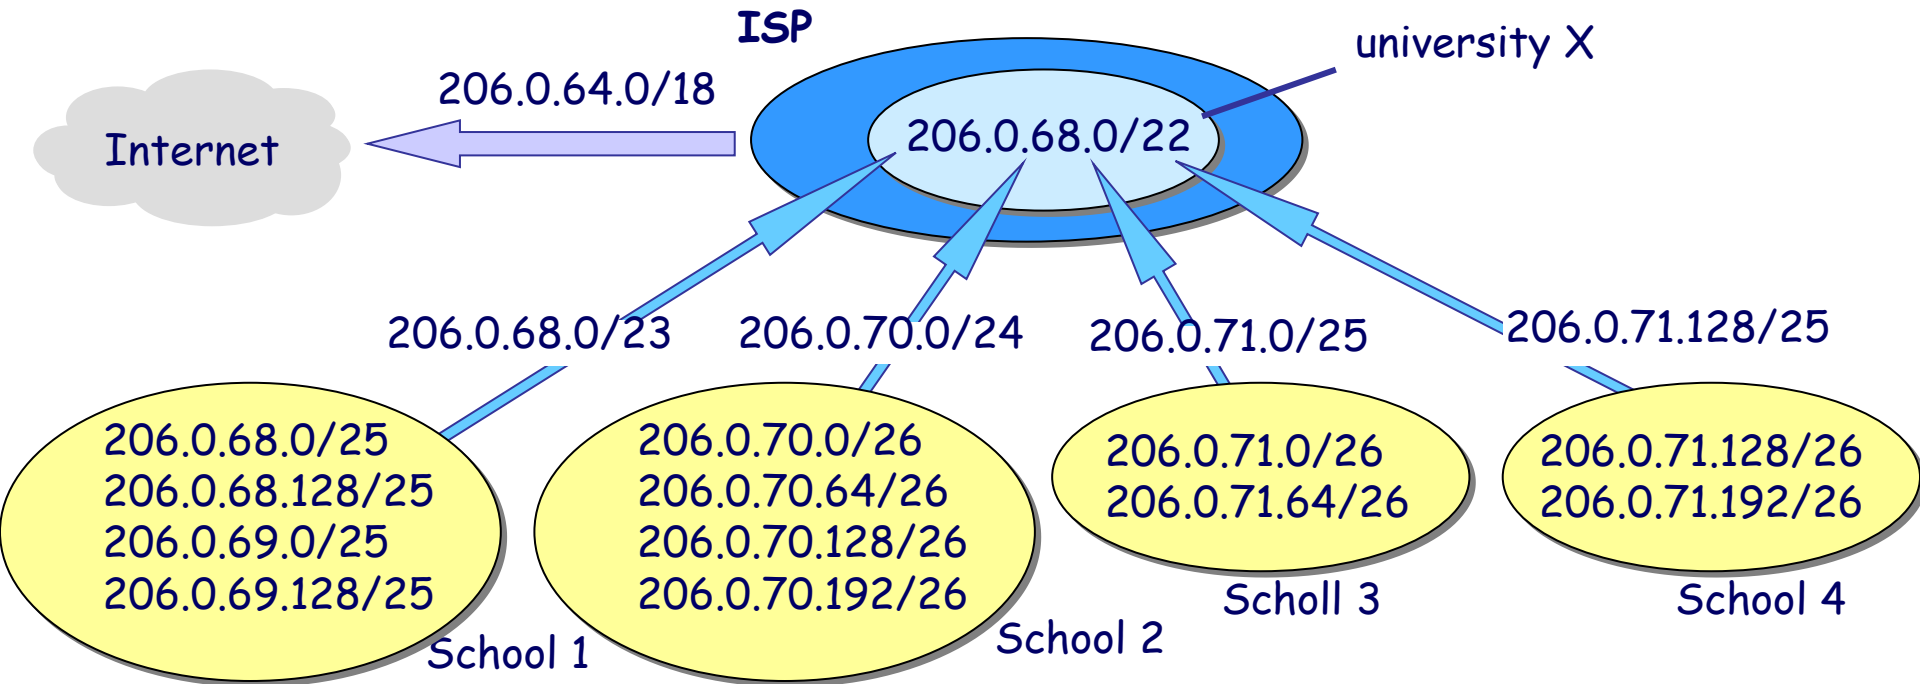 ISP
university X
206.0.64.0/18
Internet
206.0.68.0/22
206.0.68.0/23
206.0.70.0/24
206.0.71.0/25
206.0.71.128/25
206.0.68.0/25
206.0.68.128/25
206.0.69.0/25
206.0.69.128/25
School 1
206.0.70.0/26
206.0.70.64/26
206.0.70.128/26
206.0.70.192/26
School 2
206.0.71.0/26
206.0.71.64/26
Scholl 3
206.0.71.128/26
206.0.71.192/26
School 4